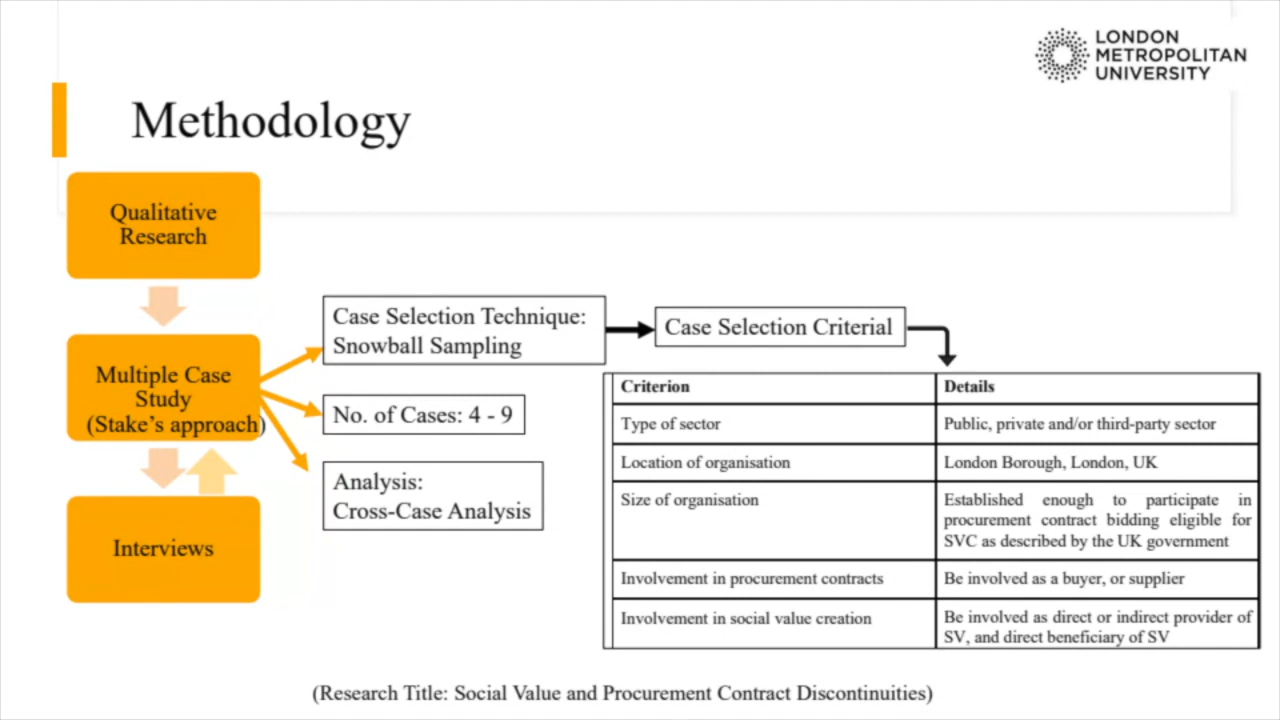 LONDON
METROPOLITAN
UNIVERSITY
Methodology
Qualitative
Research
Multiple Case
Study
(Stake's approach)
Interviews
Case Selection Technique:
Snowball Sampling
No. of Cases: 4 - 9
Analysis:
Cross-Case Analysis
Case Selection Criterial
Criterion Details
Type of sector Public, private and/or third-party sector
Location of organisation London Borough, London, UK
Size of organisation Established enough to participate in
procurement contract bidding eligible for
SVC as described by the UK government
Involvement in procurement contracts Be involved as a buyer, or supplier
Involvement in social value creation Be involved as direct or indirect provider of
SV, and direct beneficiary of SV
(Research Title: Social Value and Procurement Contract Discontinuities)